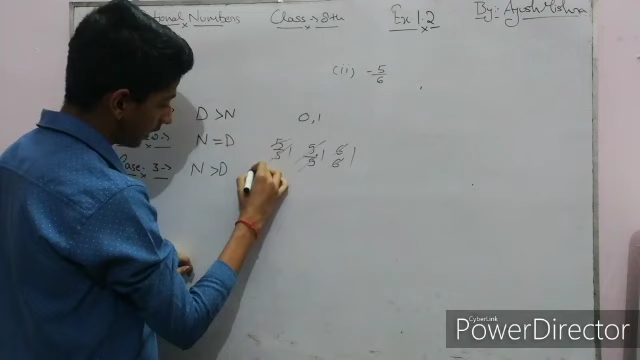 tional Numbers Class → 8th Ex 1.2 By:- Ayush Mishra
(ii) -5/6
D > N 0,1
N = D 5/5 1 6/6 1
Case-3 → N > D
CyberLink
PowerDirector